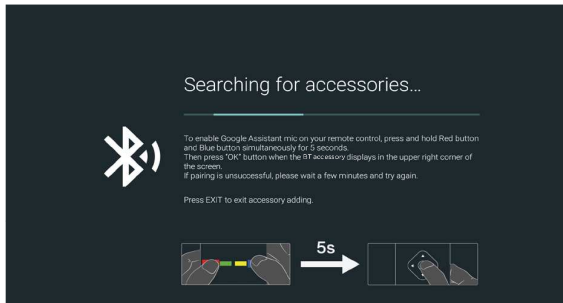 Searching for accessories...
To enable Google Assistant mic on your remote control, press and hold Red button
and Blue button simultaneously for 5 seconds.
Then press "OK" button when the BT accessory displays in the upper right corner of
the screen.
If pairing is unsuccessful, please wait a few minutes and try again.
Press EXIT to exit accessory adding.
5s